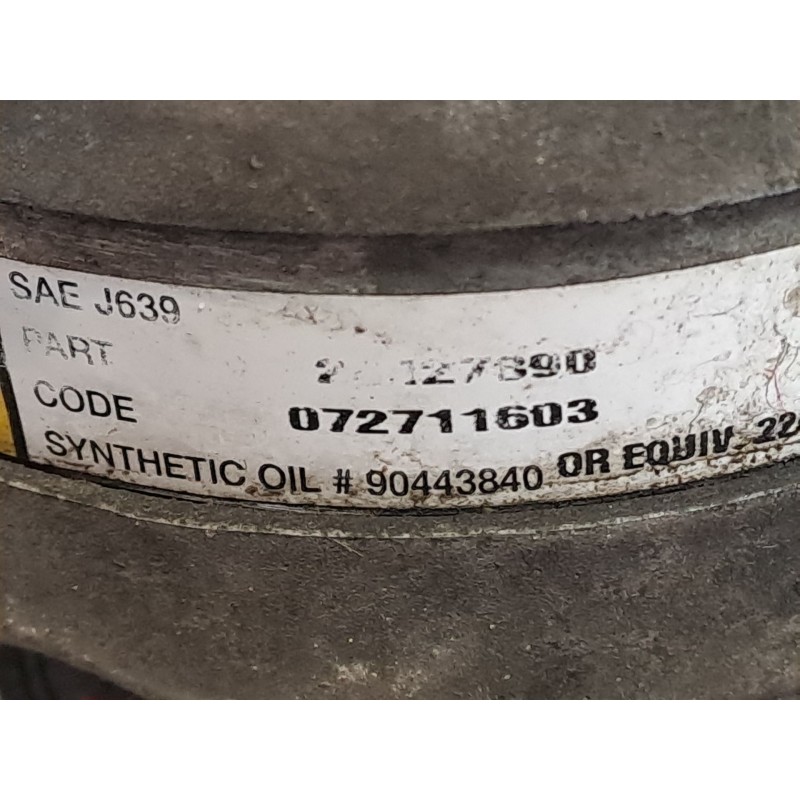 SAE J639
PART
CODE 072711603
SYNTHETIC OIL # 90443840 OR EQUIV